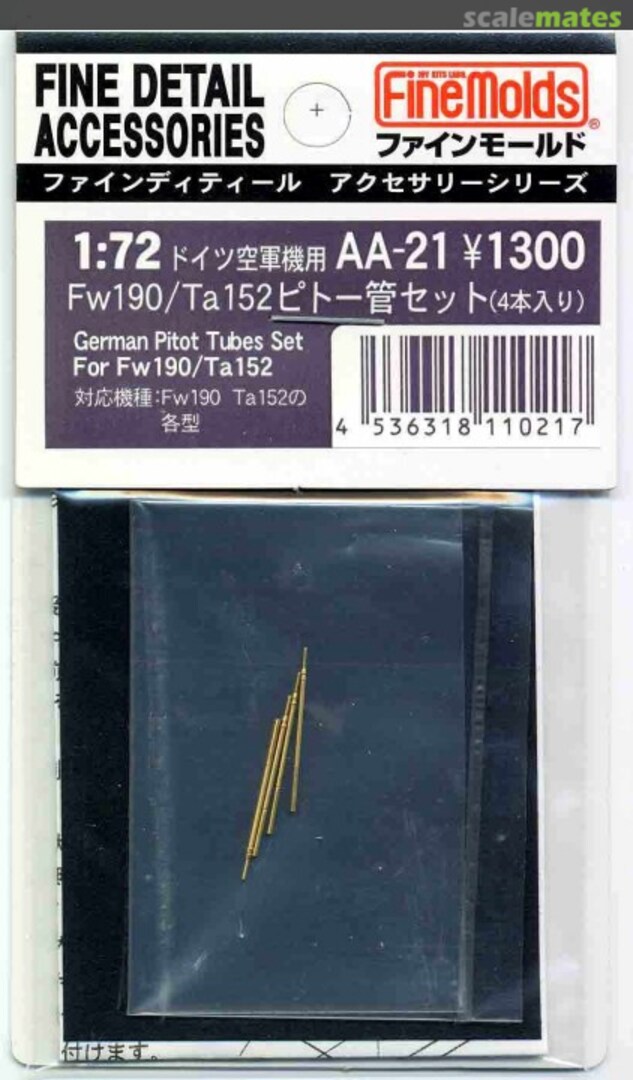 scalemates
FINE DETAIL
ACCESSORIES
FineMolds
ファインモールド
ファインディティール アクセサリーシリーズ
1:72 ドイツ空軍機用 AA-21 ¥1300
Fw190/Ta152ピトー管セット(4本入り)
German Pitot Tubes Set
For Fw190/Ta152
対応機種:Fw190 Ta152の
各型
4 536318 110217
付けます。